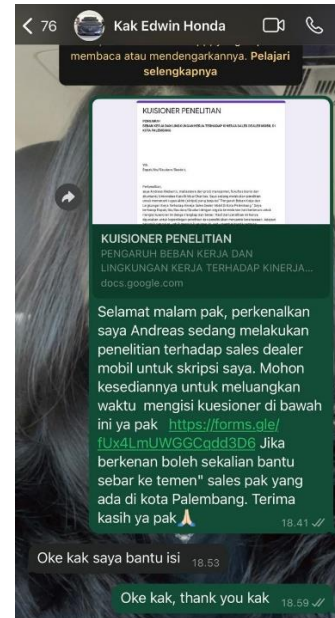 76
Kak Edwin Honda
membaca atau mendengarkannya. Pelajari
selengkapnya
KUISIONER PENELITIAN
KUISIONER PENELITIAN
PENGARUH BEBAN KERJA DAN
LINGKUNGAN KERJA TERHADAP KINERJA...
docs.google.com
Selamat malam pak, perkenalkan
saya Andreas sedang melakukan
penelitian terhadap sales dealer
mobil untuk skripsi saya. Mohon
kesediannya untuk meluangkan
waktu mengisi kuesioner di bawah
ini ya pak https://forms.gle/
fUx4LmUWGGCqdd3D6 Jika
berkenan boleh sekalian bantu
sebar ke temen" sales pak yang
ada di kota Palembang. Terima
kasih ya pak🙏🏻
18.41
Oke kak saya bantu isi 18.53
Oke kak, thank you kak 18.59